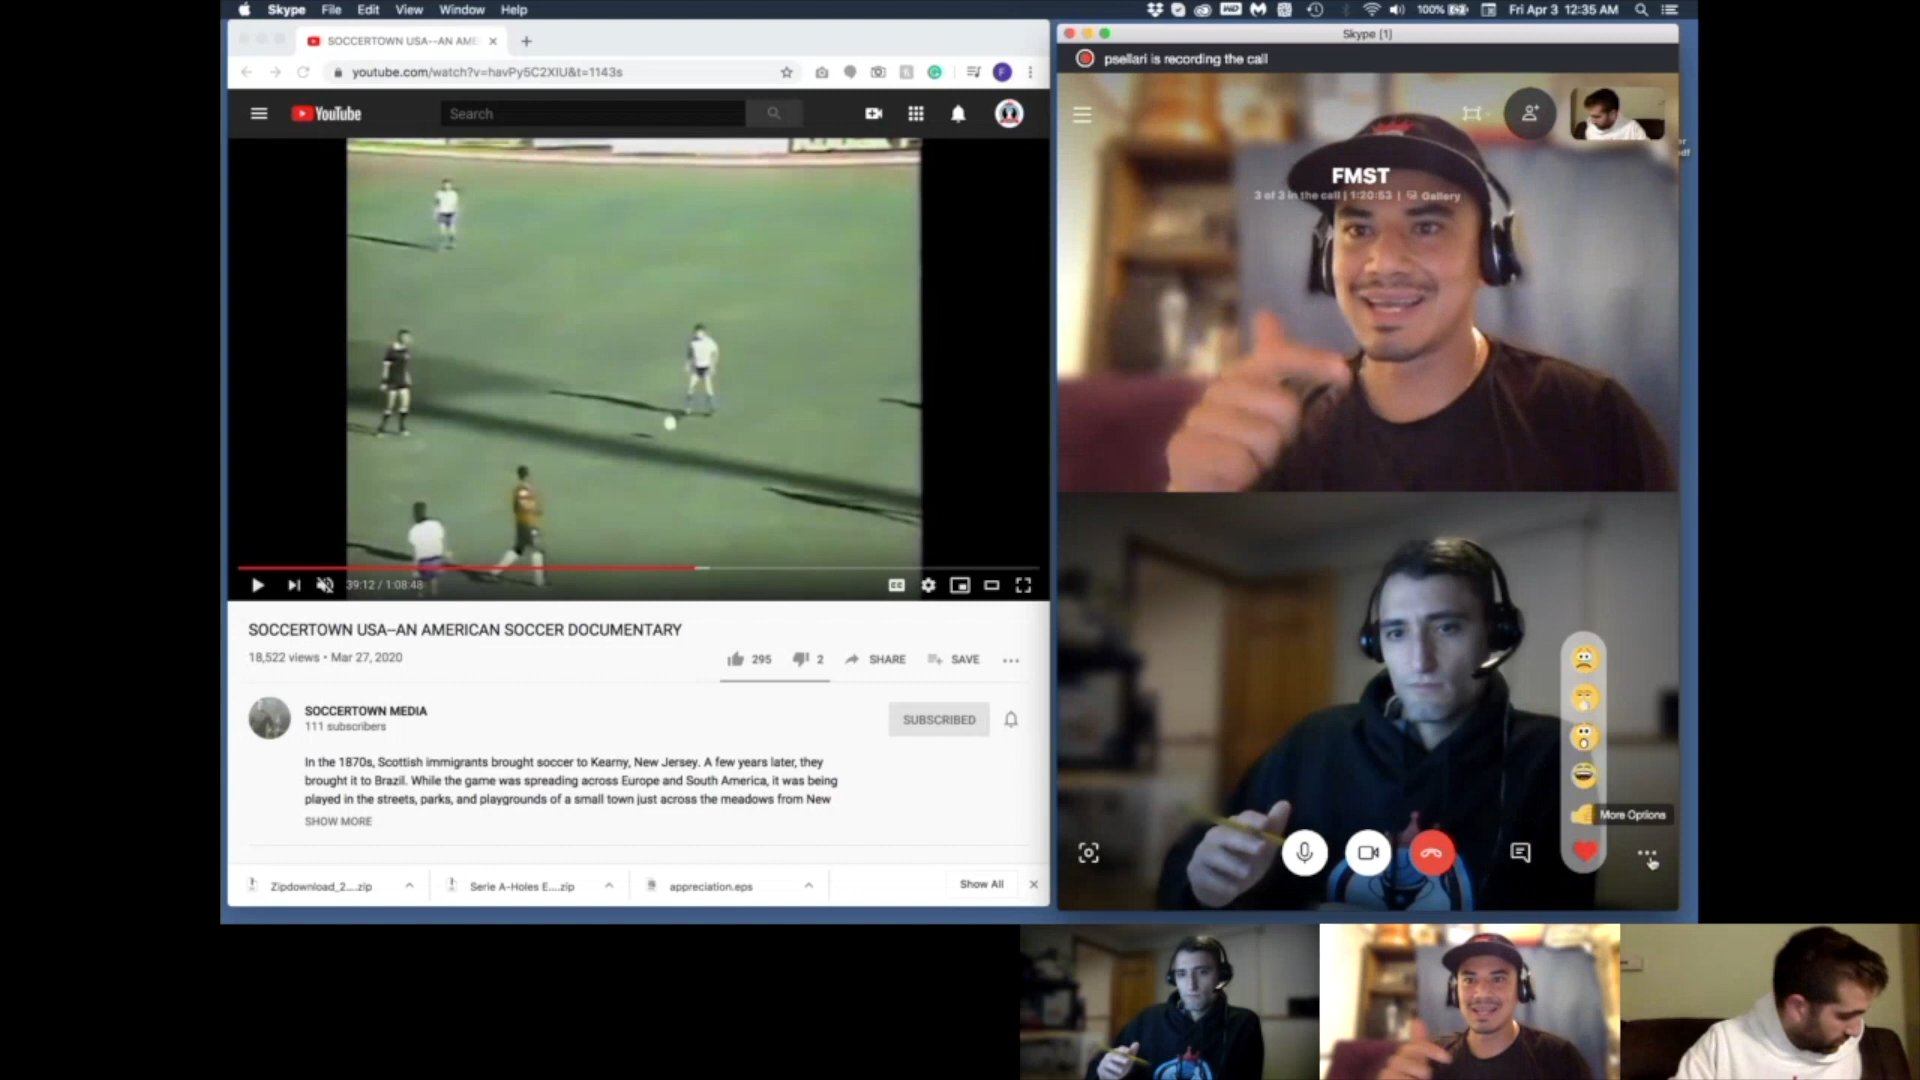 Skype File Edit View Window Help
100% Fri Apr 3 12:35 AM
SOCCERTOWN USA--AN AME
Skype [1]
youtube.com/watch?v=havPy5C2XIU&t=1143s
F
psellari is recording the call
YouTube
Search
FMST
3 of 3 in the call | 1:20:53 | Gallery
39:12 / 1:08:48
SOCCERTOWN USA--AN AMERICAN SOCCER DOCUMENTARY
18,522 views • Mar 27, 2020
295 2 SHARE SAVE
SOCCERTOWN MEDIA
111 subscribers
SUBSCRIBED
In the 1870s, Scottish immigrants brought soccer to Kearny, New Jersey. A few years later, they
brought it to Brazil. While the game was spreading across Europe and South America, it was being
played in the streets, parks, and playgrounds of a small town just across the meadows from New
SHOW MORE
More Options
Zipdownload_2....zip
Serie A-Holes E....zip
appreciation.eps
Show All